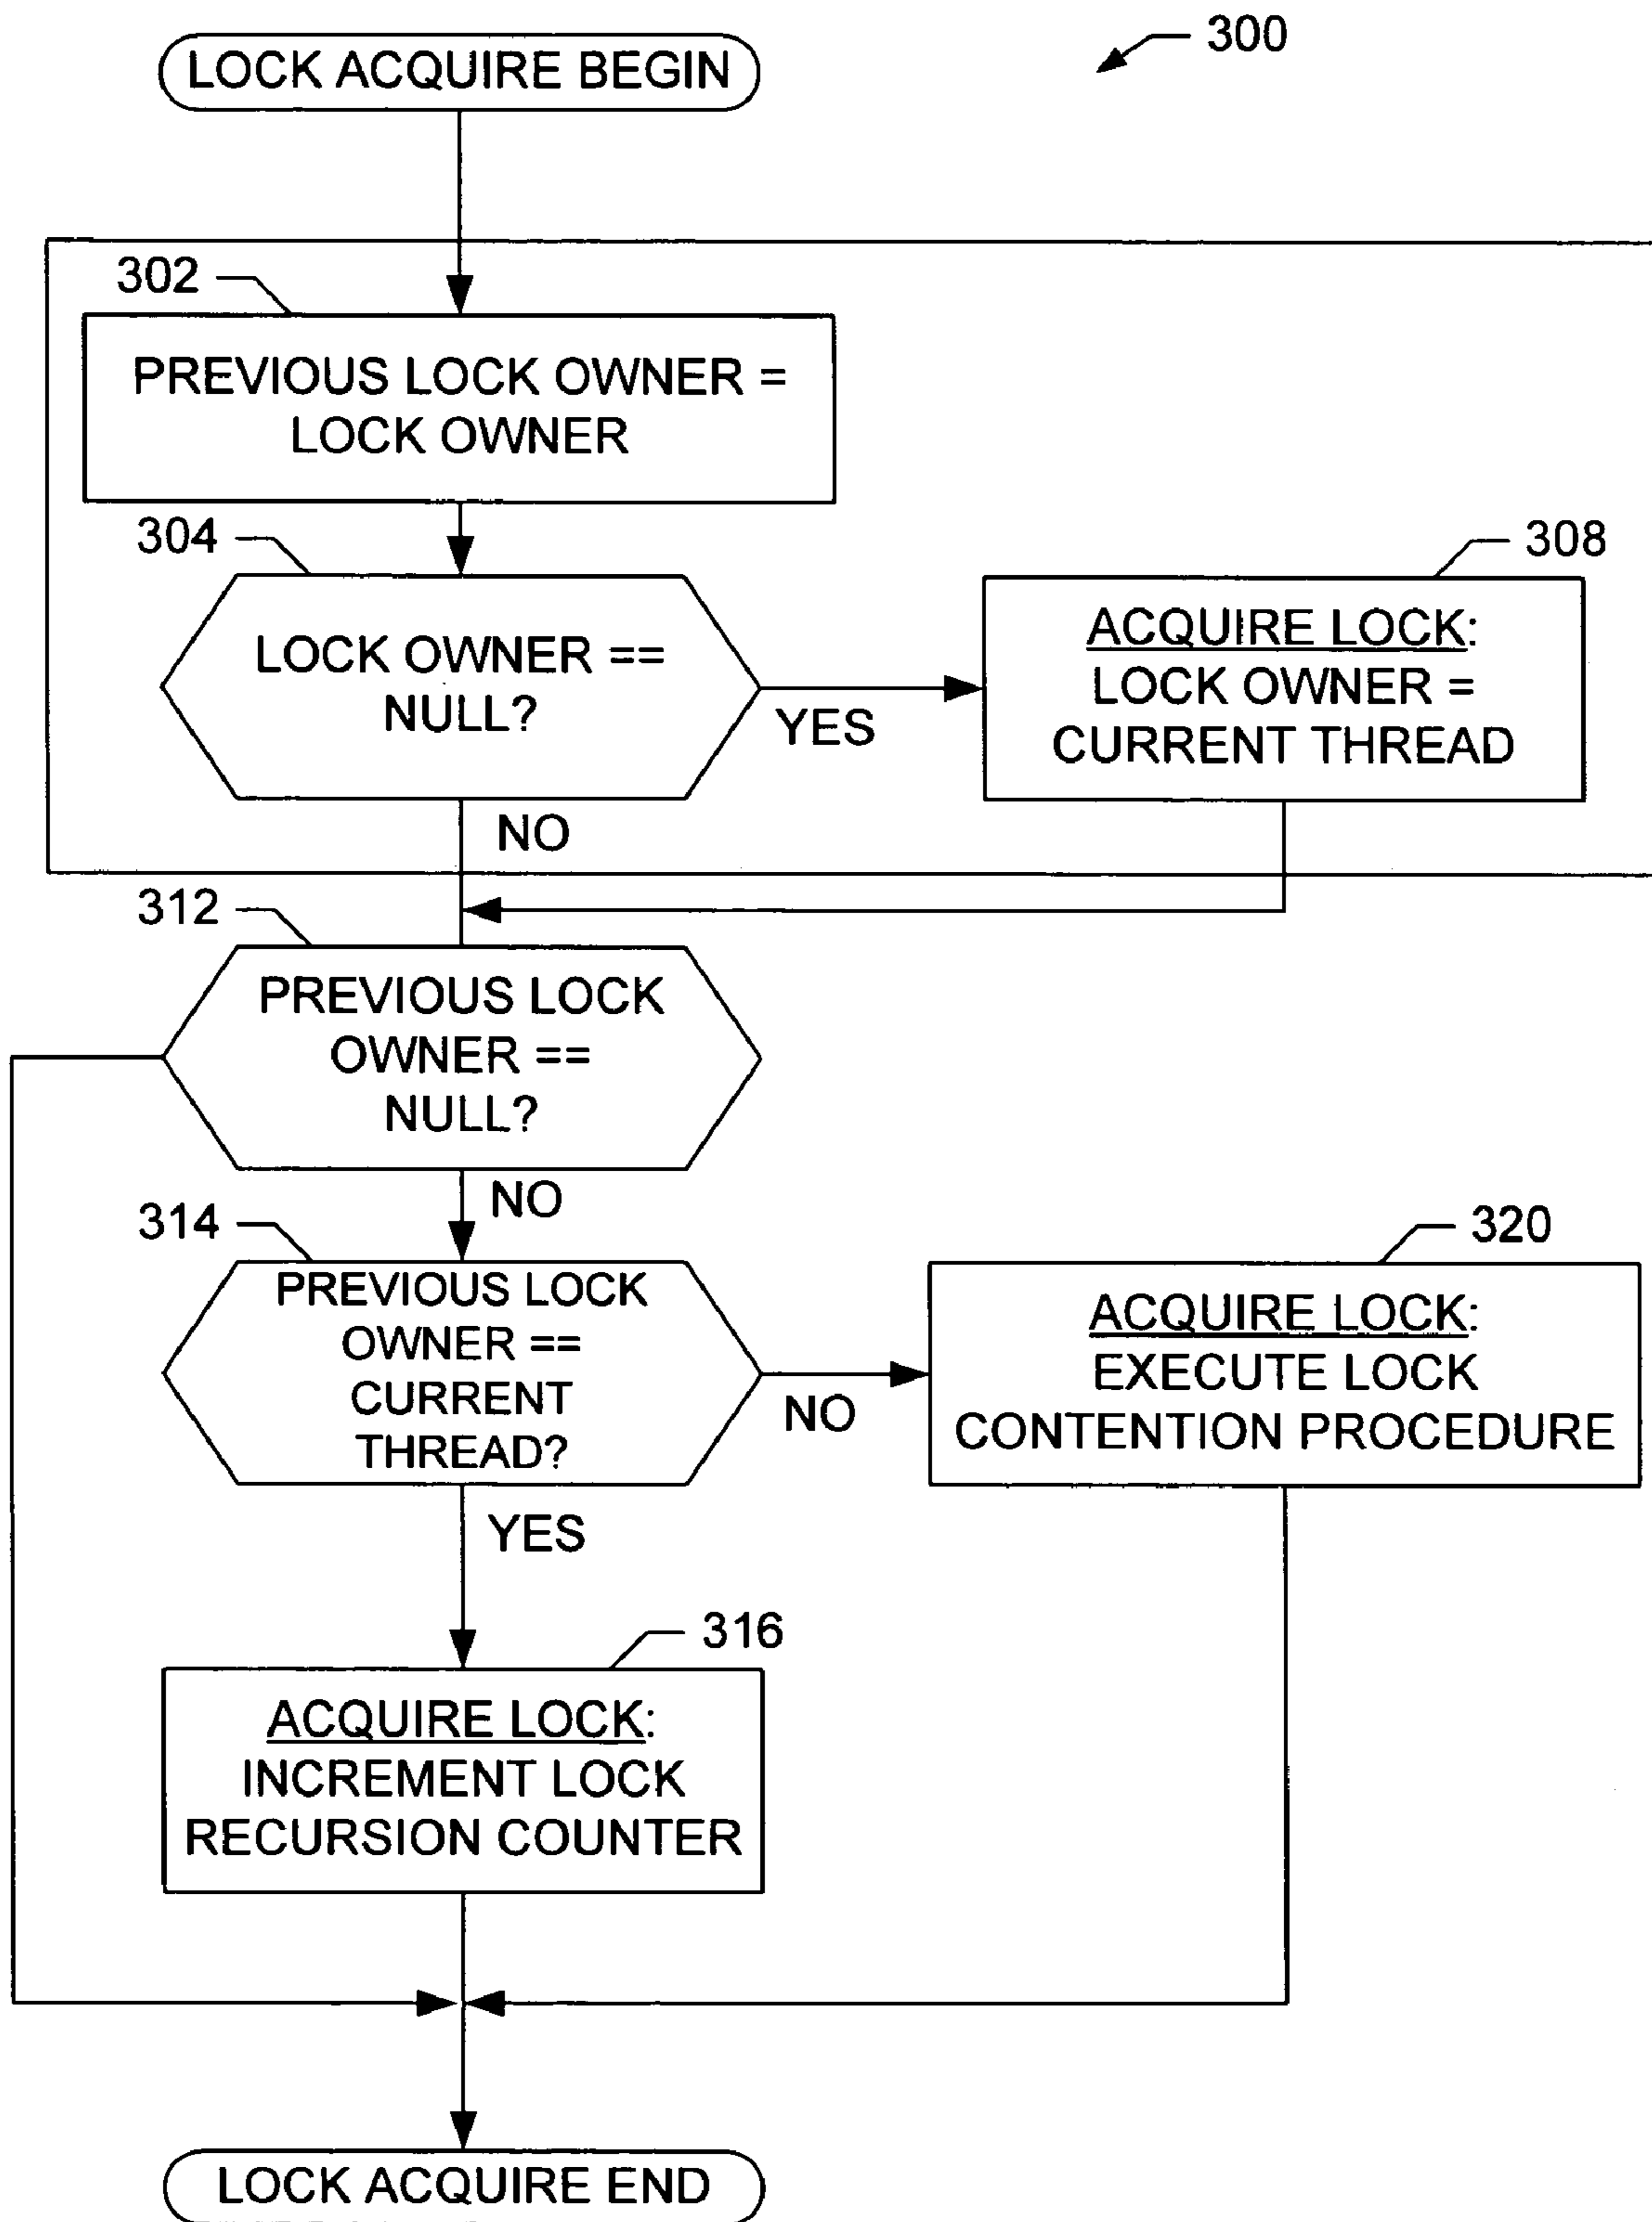 300
LOCK ACQUIRE BEGIN
302
PREVIOUS LOCK OWNER =
LOCK OWNER
304
LOCK OWNER ==
NULL?
YES
NO
308
ACQUIRE LOCK:
LOCK OWNER =
CURRENT THREAD
312
PREVIOUS LOCK
OWNER ==
NULL?
NO
314
PREVIOUS LOCK
OWNER ==
CURRENT
THREAD?
NO
YES
320
ACQUIRE LOCK:
EXECUTE LOCK
CONTENTION PROCEDURE
316
ACQUIRE LOCK:
INCREMENT LOCK
RECURSION COUNTER
LOCK ACQUIRE END